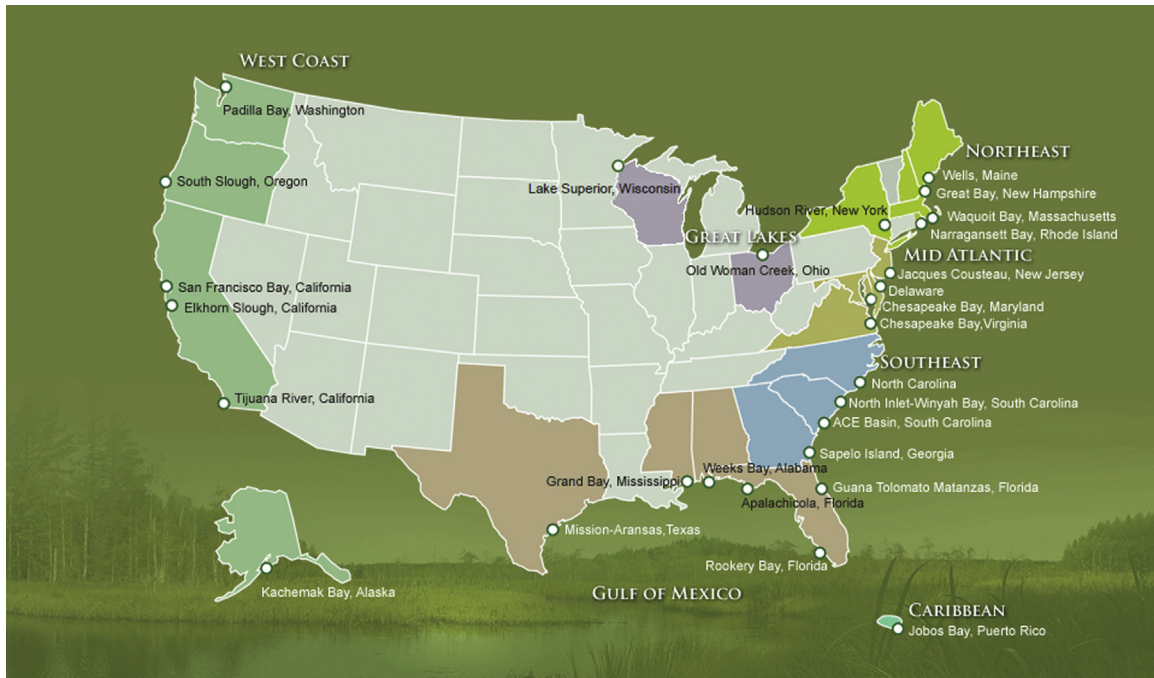 WEST COAST
Padilla Bay, Washington
South Slough, Oregon
San Francisco Bay, California
Elkhorn Slough, California
Tijuana River, California
Kachemak Bay, Alaska
Lake Superior, Wisconsin
GREAT LAKES
Old Woman Creek, Ohio
NORTHEAST
Wells, Maine
Great Bay, New Hampshire
Hudson River, New York
Waquoit Bay, Massachusetts
Narragansett Bay, Rhode Island
MID ATLANTIC
Jacques Cousteau, New Jersey
Delaware
Chesapeake Bay, Maryland
Chesapeake Bay,Virginia
SOUTHEAST
North Carolina
North Inlet-Winyah Bay, South Carolina
ACE Basin, South Carolina
Sapelo Island, Georgia
Guana Tolomato Matanzas, Florida
Weeks Bay, Alabama
Grand Bay, Mississippi
Apalachicola, Florida
Mission-Aransas,Texas
Rookery Bay, Florida
GULF OF MEXICO
CARIBBEAN
Jobos Bay, Puerto Rico